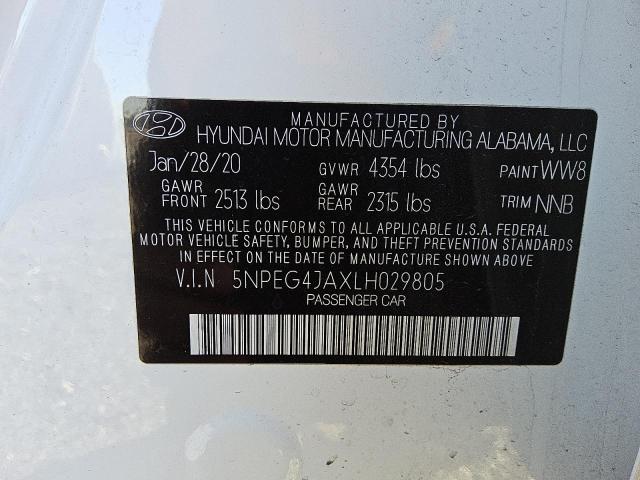 MANUFACTURED BY
HYUNDAI MOTOR MANUFACTURING ALABAMA, LLC
Jan/28/20 GVWR 4354 lbs PAINT WW8
GAWR FRONT 2513 lbs GAWR REAR 2315 lbs TRIM NNB
THIS VEHICLE CONFORMS TO ALL APPLICABLE U.S.A. FEDERAL
MOTOR VEHICLE SAFETY, BUMPER, AND THEFT PREVENTION
STANDARDS IN EFFECT ON THE DATE OF MANUFACTURE SHOWN ABOVE.
V.I.N 5NPEG4JAXLH029805
PASSENGER CAR